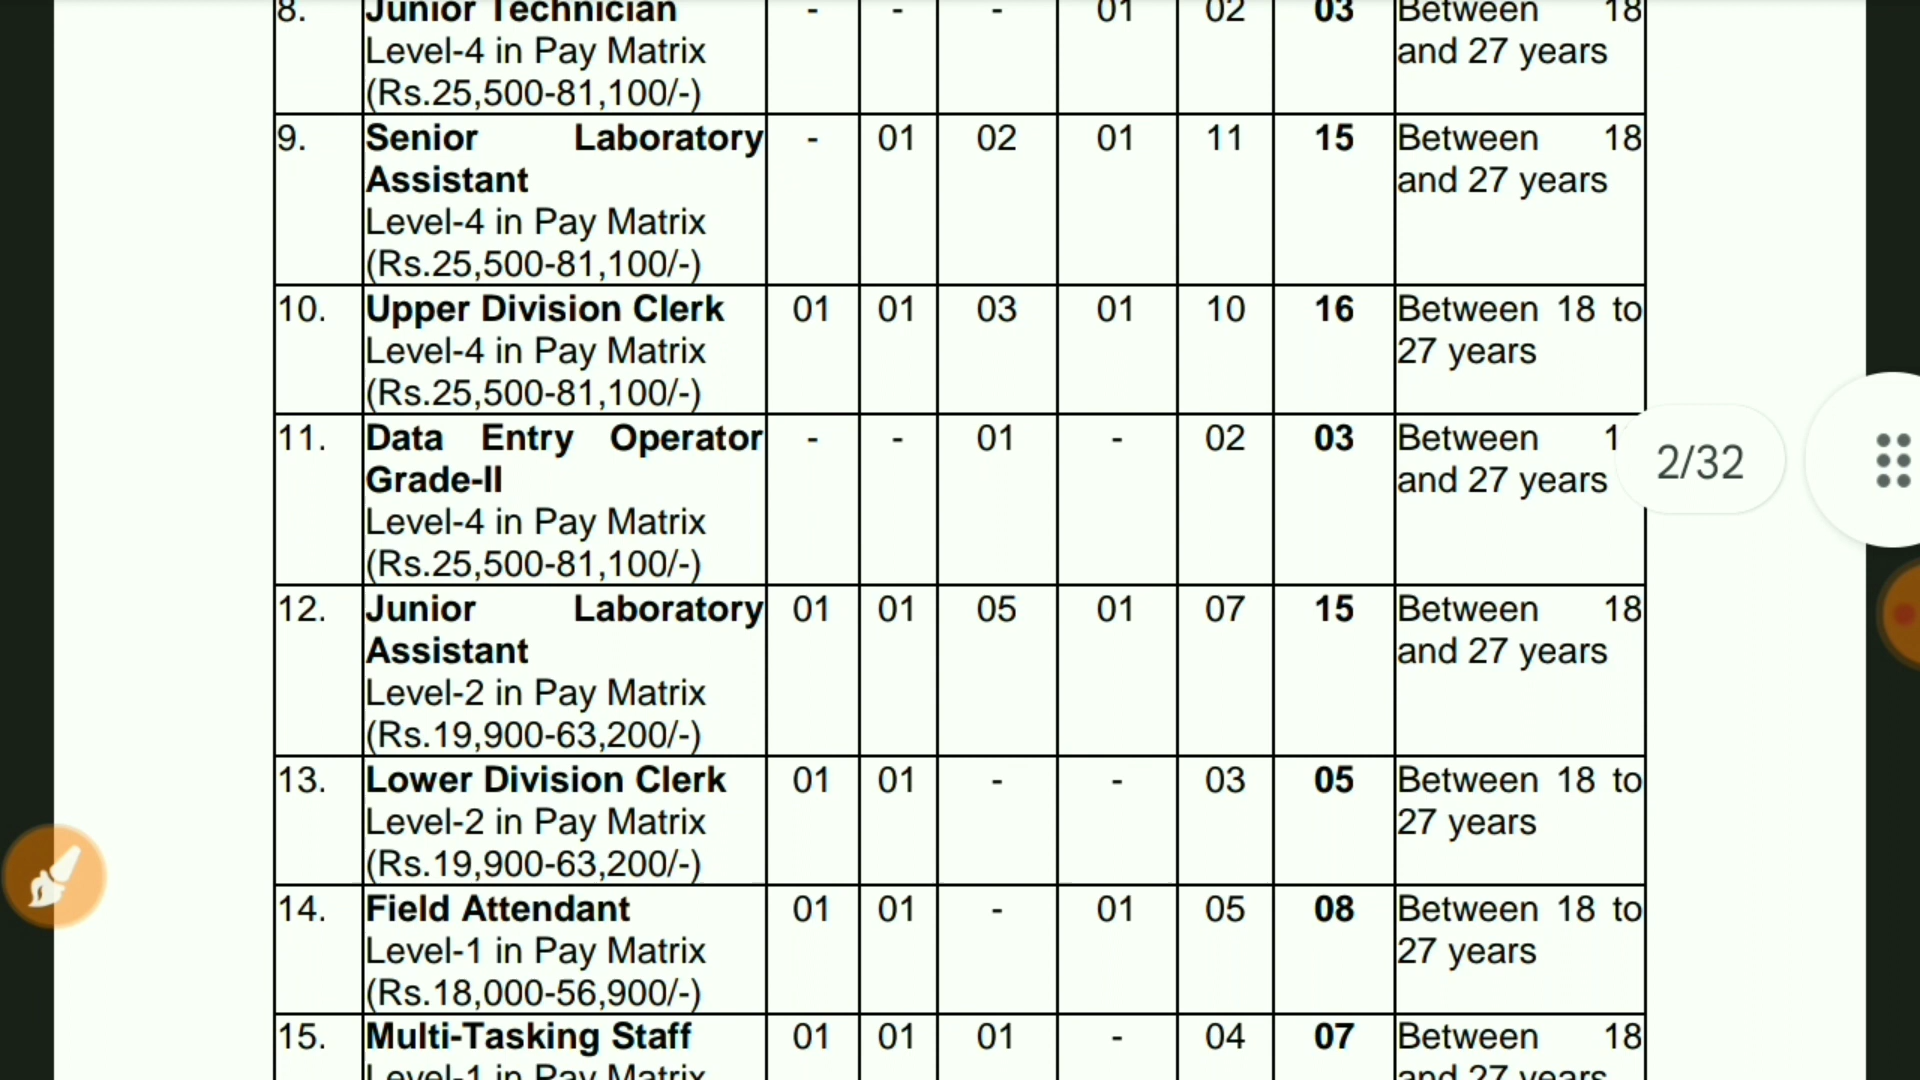 8. Junior Technician - - - 01 02 03 Between 18
Level-4 in Pay Matrix and 27 years
(Rs.25,500-81,100/-)
9. Senior Laboratory - 01 02 01 11 15 Between 18
Assistant and 27 years
Level-4 in Pay Matrix
(Rs.25,500-81,100/-)
10. Upper Division Clerk 01 01 03 01 10 16 Between 18 to
Level-4 in Pay Matrix 27 years
(Rs.25,500-81,100/-)
11. Data Entry Operator - - 01 - 02 03 Between
Grade-II and 27 years
2/32
Level-4 in Pay Matrix
(Rs.25,500-81,100/-)
12. Junior Laboratory 01 01 05 01 07 15 Between 18
Assistant and 27 years
Level-2 in Pay Matrix
(Rs.19,900-63,200/-)
13. Lower Division Clerk 01 01 - - 03 05 Between 18 to
Level-2 in Pay Matrix 27 years
(Rs.19,900-63,200/-)
14. Field Attendant 01 01 - 01 05 08 Between 18 to
Level-1 in Pay Matrix 27 years
(Rs.18,000-56,900/-)
15. Multi-Tasking Staff 01 01 01 - 04 07 Between 18
Level-1 in Pay Matrix and 27 years